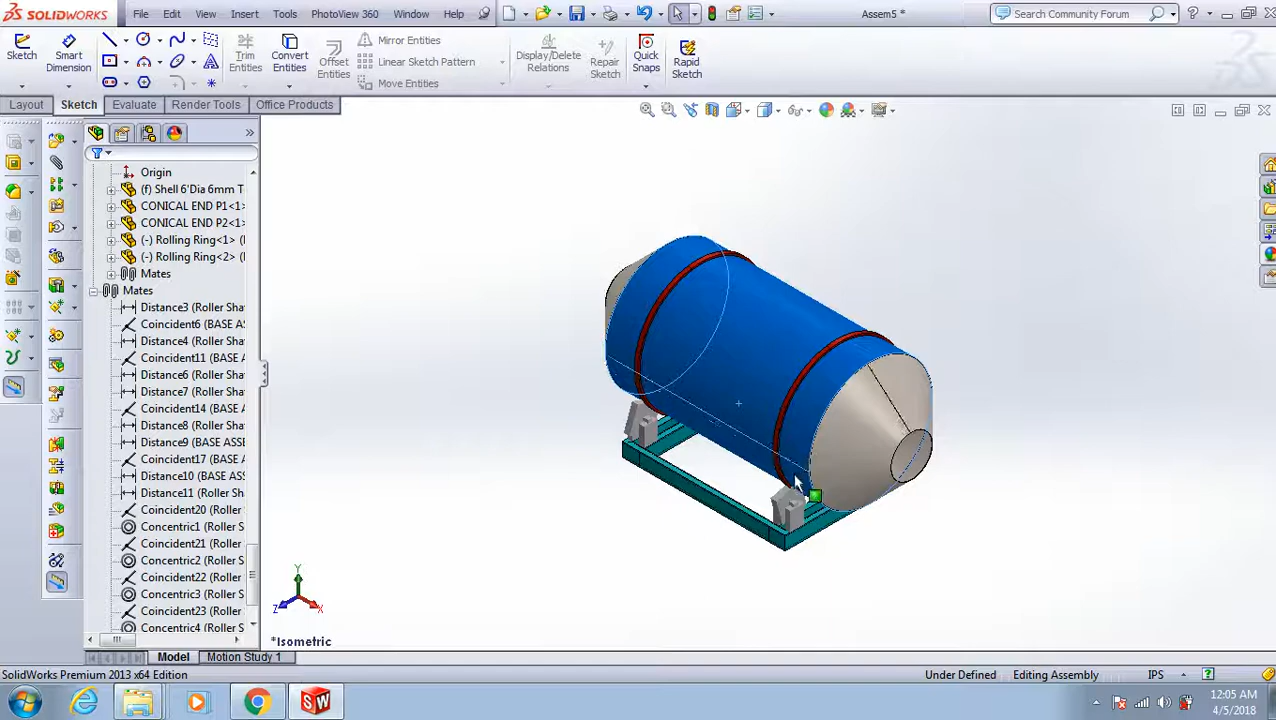 SOLIDWORKS File Edit View Insert Tools PhotoView 360 Window Help Assem5 * Search Community Forum
Sketch Smart Dimension Trim Entities Convert Entities Offset Entities Mirror Entities Linear Sketch Pattern Move Entities Display/Delete Relations Repair Sketch Quick Snaps Rapid Sketch
Layout Sketch Evaluate Render Tools Office Products
Origin
(f) Shell 6'Dia 6mm T
CONICAL END P1<1>
CONICAL END P2<1>
(-) Rolling Ring<1> (
(-) Rolling Ring<2> (
Mates
Mates
Distance3 (Roller Sha
Coincident6 (BASE A
Distance4 (Roller Sha
Coincident11 (BASE A
Distance6 (Roller Sha
Distance7 (Roller Sha
Coincident14 (BASE A
Distance8 (Roller Sha
Distance9 (BASE ASSE
Coincident17 (BASE A
Distance10 (BASE ASS
Distance11 (Roller Sh
Coincident20 (Roller
Concentric1 (Roller S
Coincident21 (Roller
Concentric2 (Roller S
Coincident22 (Roller
Concentric3 (Roller S
Coincident23 (Roller
Concentric4 (Roller S
Y
Z X
*Isometric
Model Motion Study 1
SolidWorks Premium 2013 x64 Edition Under Defined Editing Assembly IPS
12:05 AM
4/5/2018